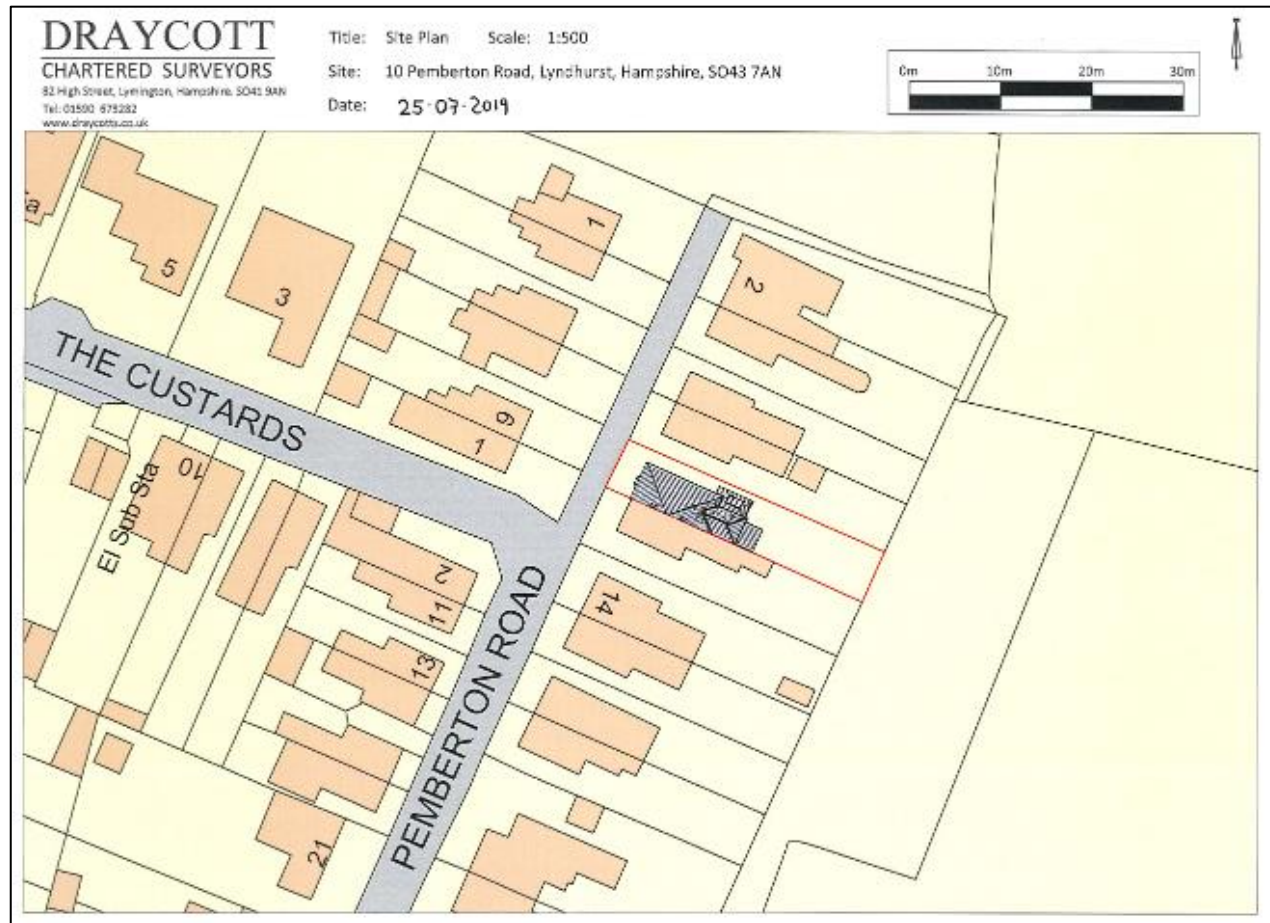 DRAYCOTT
CHARTERED SURVEYORS
82 High Street, Lymington, Hampshire, SO41 9AN
Tel: 01590 679282
www.draycotts.co.uk
Title: Site Plan Scale: 1:500
Site: 10 Pemberton Road, Lyndhurst, Hampshire, SO43 7AN
Date: 25-07-2019
0m 10m 20m 30m
1
5
3
2
THE CUSTARDS
9
1
10
El Sub Sta
2
11
14
13
PEMBERTON ROAD
21